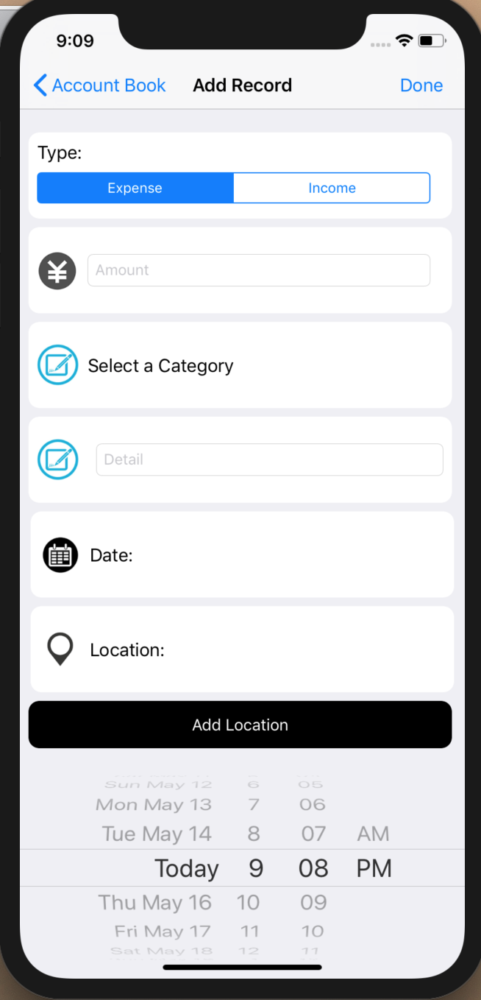 9:09
Account Book Add Record Done
Type:
Expense Income
¥ Amount
Select a Category
Detail
Date:
Location:
Add Location
Sun May 12 6 05
Mon May 13 7 06
Tue May 14 8 07 AM
Today 9 08 PM
Thu May 16 10 09
Fri May 17 11 10
Sat May 18 12 11